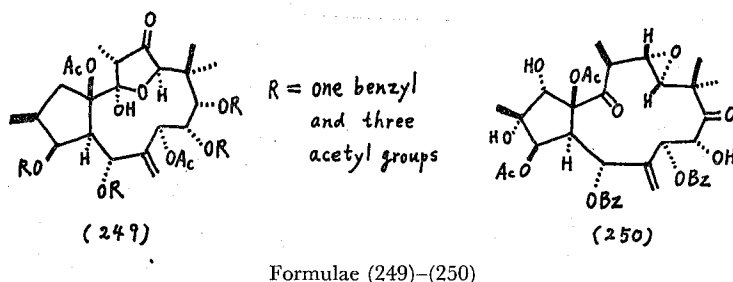 O
AcO
H
O
OH
OR
R = one benzyl
and three
acetyl groups
RO
H
OAc
OR
OR
(249)
H
O
HO
OAc
H
O
O
HO
AcO
H
OH
OBz
OBz
(250)
Formulae (249)–(250)